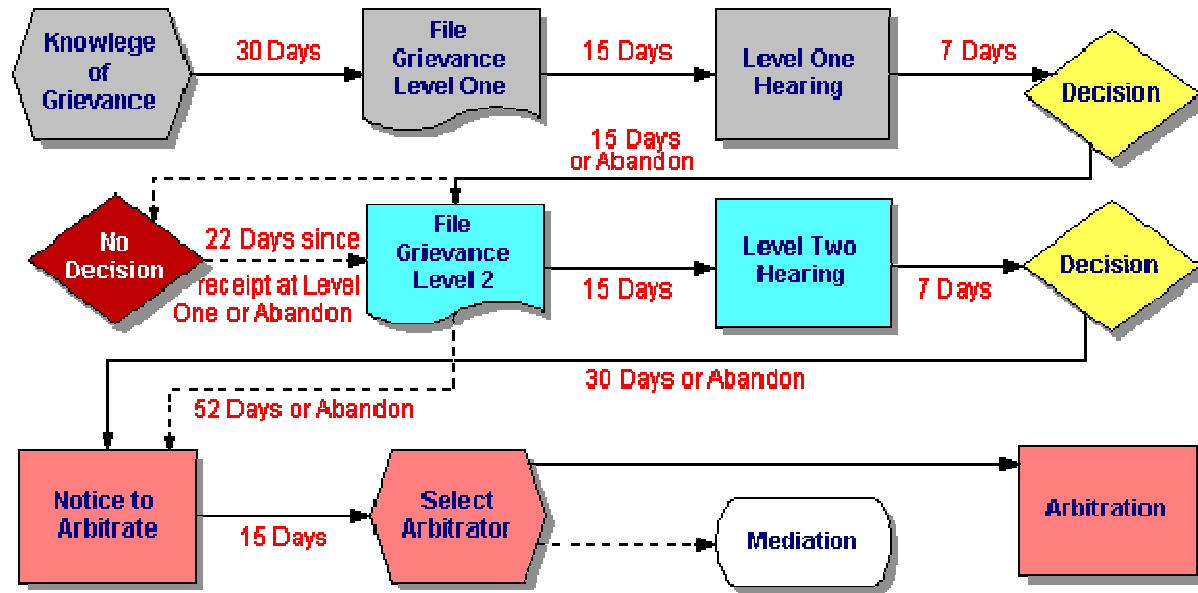 Knowlege
of
Grievance
30 Days
File
Grievance
Level One
15 Days
Level One
Hearing
7 Days
Decision
15 Days
or Abandon
No
Decision
22 Days since
receipt at Level
One or Abandon
File
Grievance
Level 2
15 Days
Level Two
Hearing
7 Days
Decision
30 Days or Abandon
52 Days or Abandon
Notice to
Arbitrate
15 Days
Select
Arbitrator
Mediation
Arbitration